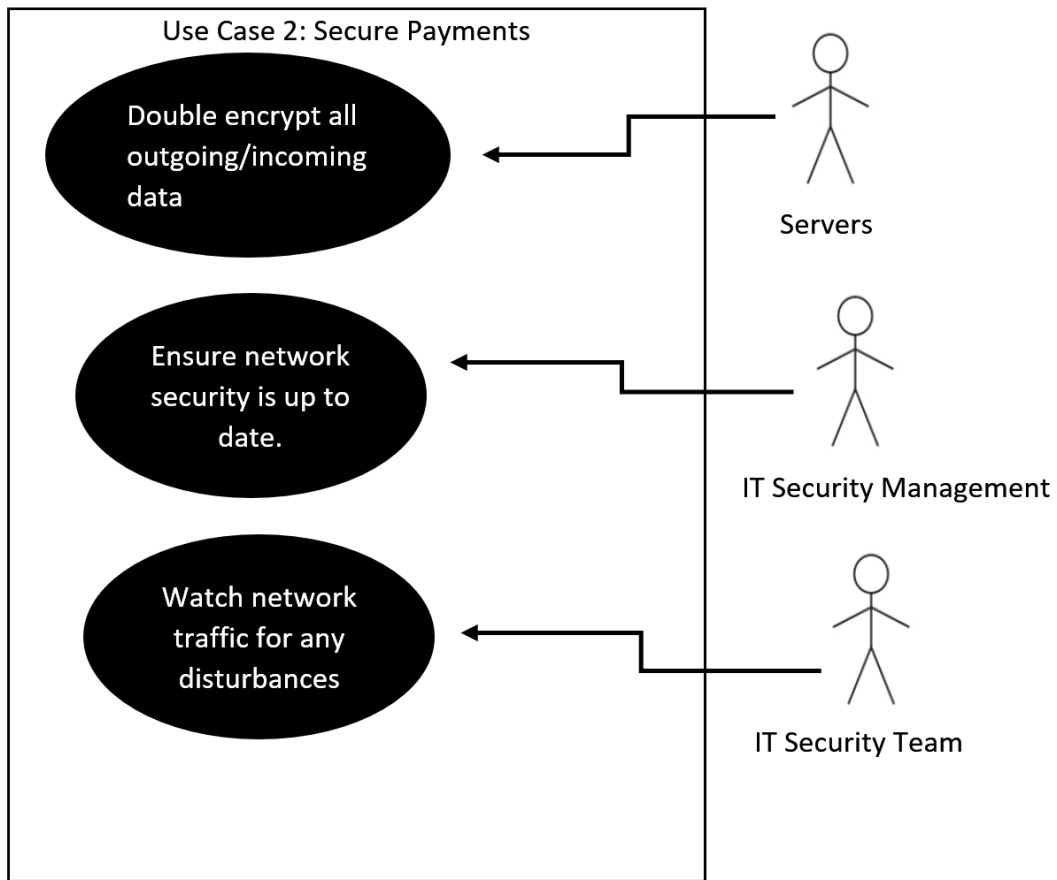 Use Case 2: Secure Payments
Double encrypt all
outgoing/incoming
data
Servers
Ensure network
security is up to
date.
IT Security Management
Watch network
traffic for any
disturbances
IT Security Team